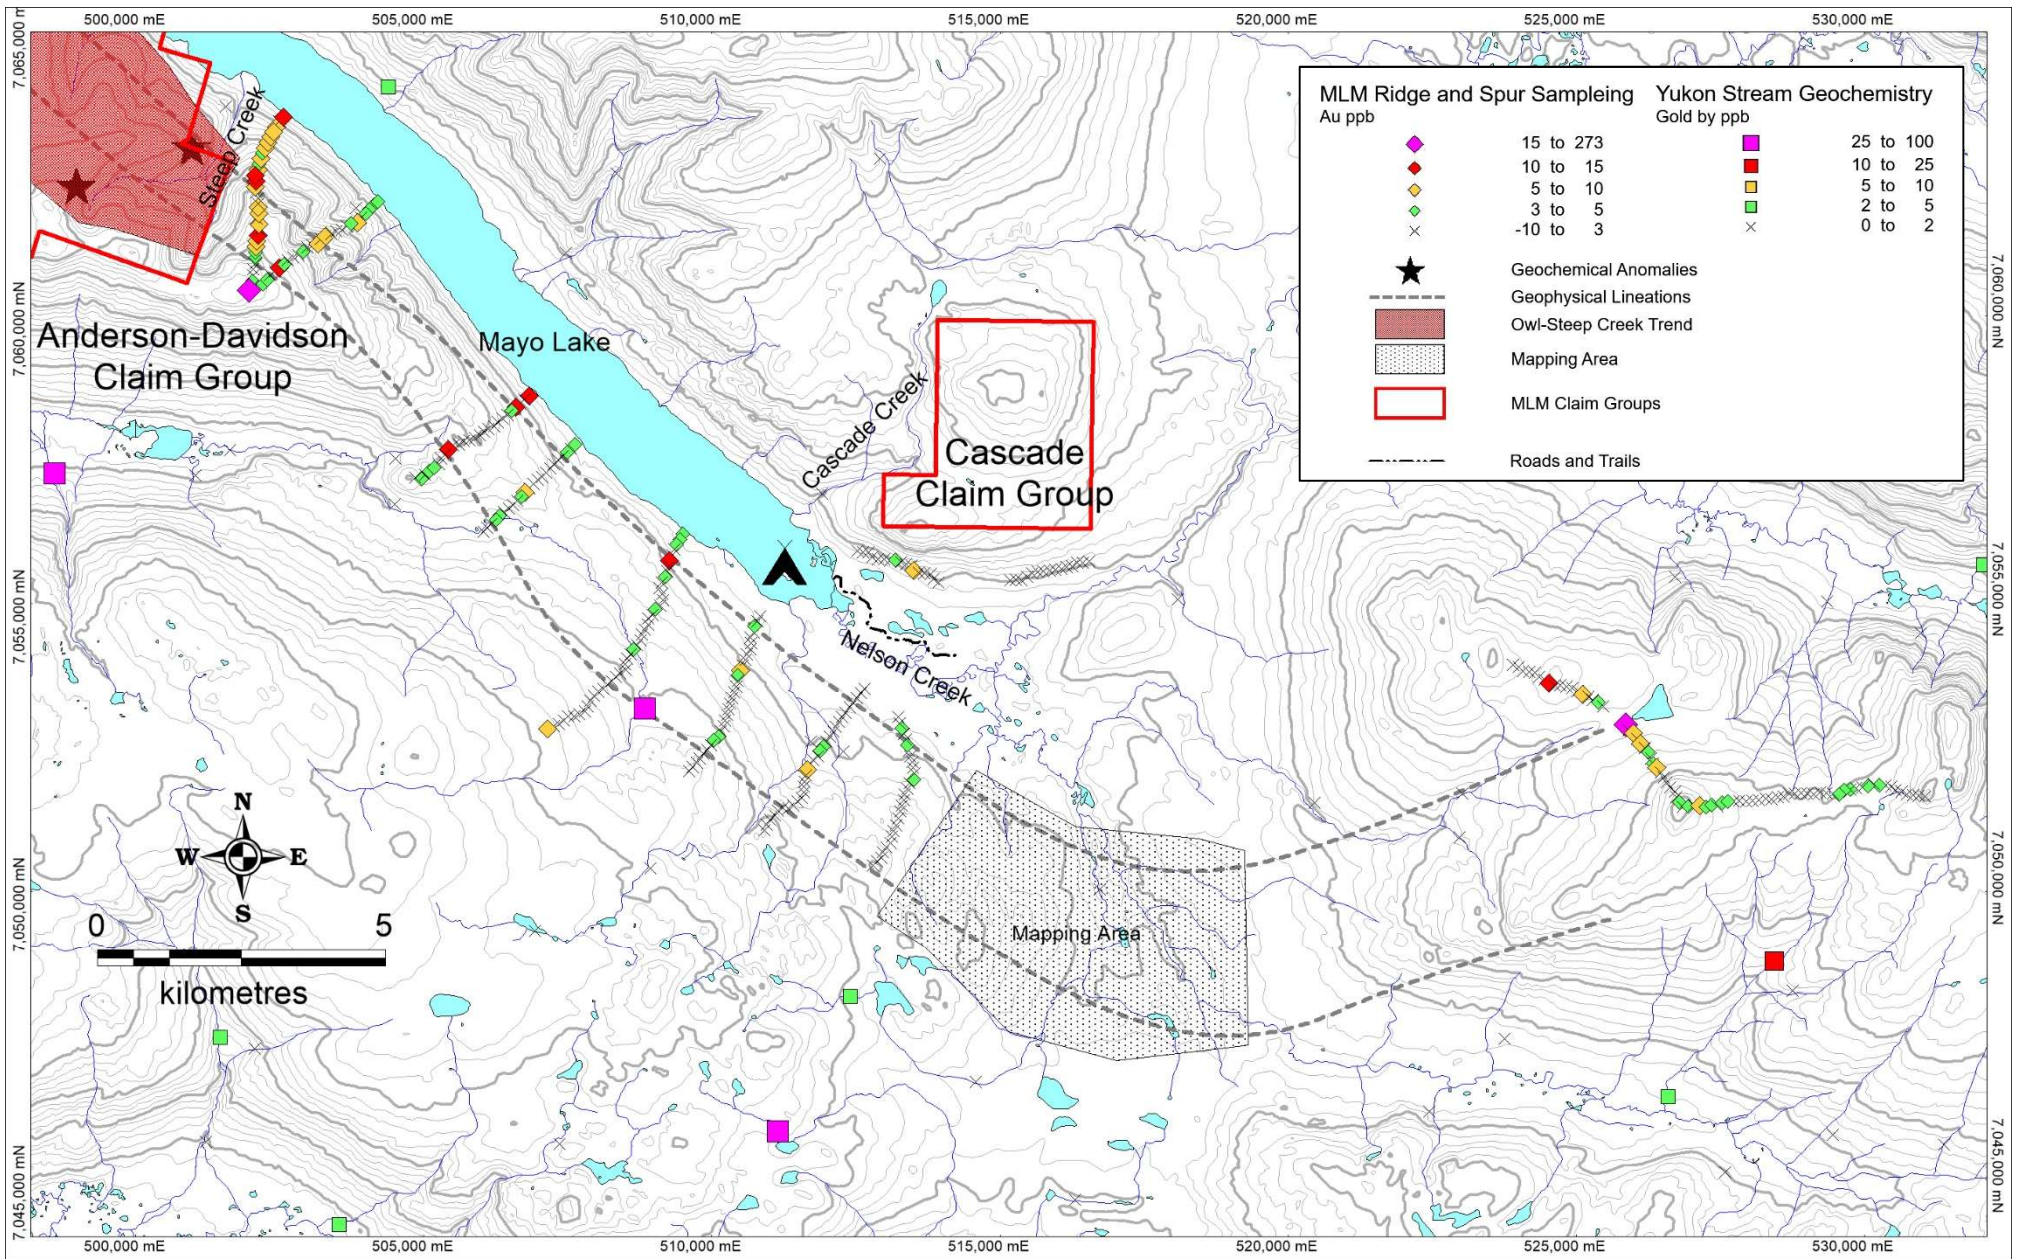 500,000 mE 505,000 mE 510,000 mE 515,000 mE 520,000 mE 525,000 mE 530,000 mE
7,065,000 m
7,060,000 mN
7,055,000 mN
7,050,000 mN
7,045,000 mN
MLM Ridge and Spur Sampleing
Au ppb
15 to 273
10 to 15
5 to 10
3 to 5
-10 to 3
Yukon Stream Geochemistry
Gold by ppb
25 to 100
10 to 25
5 to 10
2 to 5
0 to 2
Geochemical Anomalies
Geophysical Lineations
Owl-Steep Creek Trend
Mapping Area
MLM Claim Groups
Roads and Trails
Steep Creek
Anderson-Davidson
Claim Group
Mayo Lake
Cascade Creek
Cascade
Claim Group
Nelson Creek
Mapping Area
N
W E
S
0 5
kilometres
7,060,000 mN
7,055,000 mN
7,050,000 mN
7,045,000 mN
500,000 mE 505,000 mE 510,000 mE 515,000 mE 520,000 mE 525,000 mE 530,000 mE